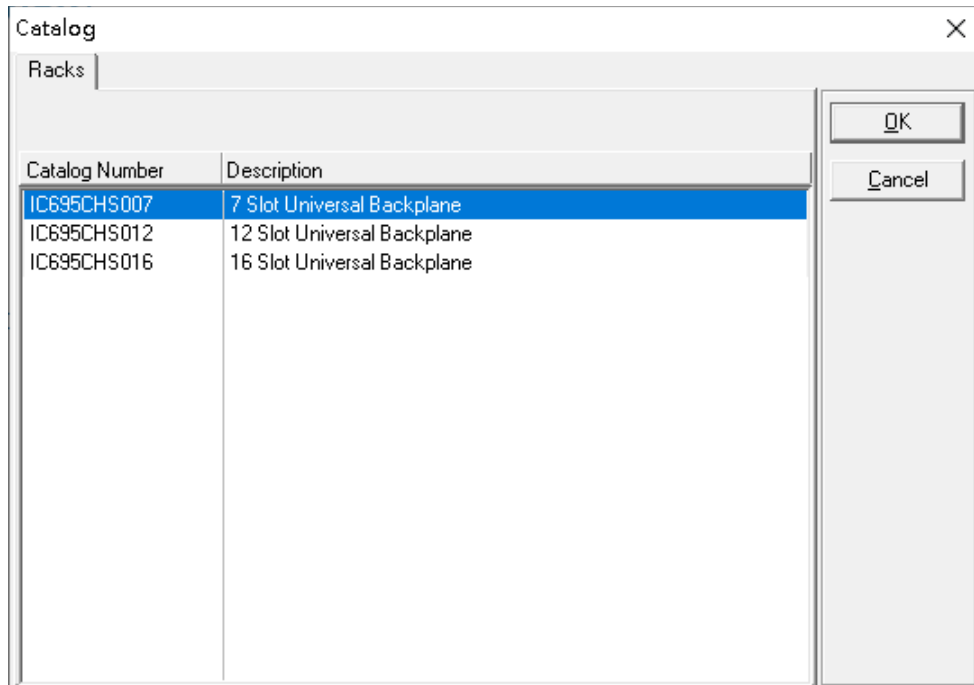 Catalog
Racks
OK
Catalog Number Description
Cancel
IC695CHS007 7 Slot Universal Backplane
IC695CHS012 12 Slot Universal Backplane
IC695CHS016 16 Slot Universal Backplane